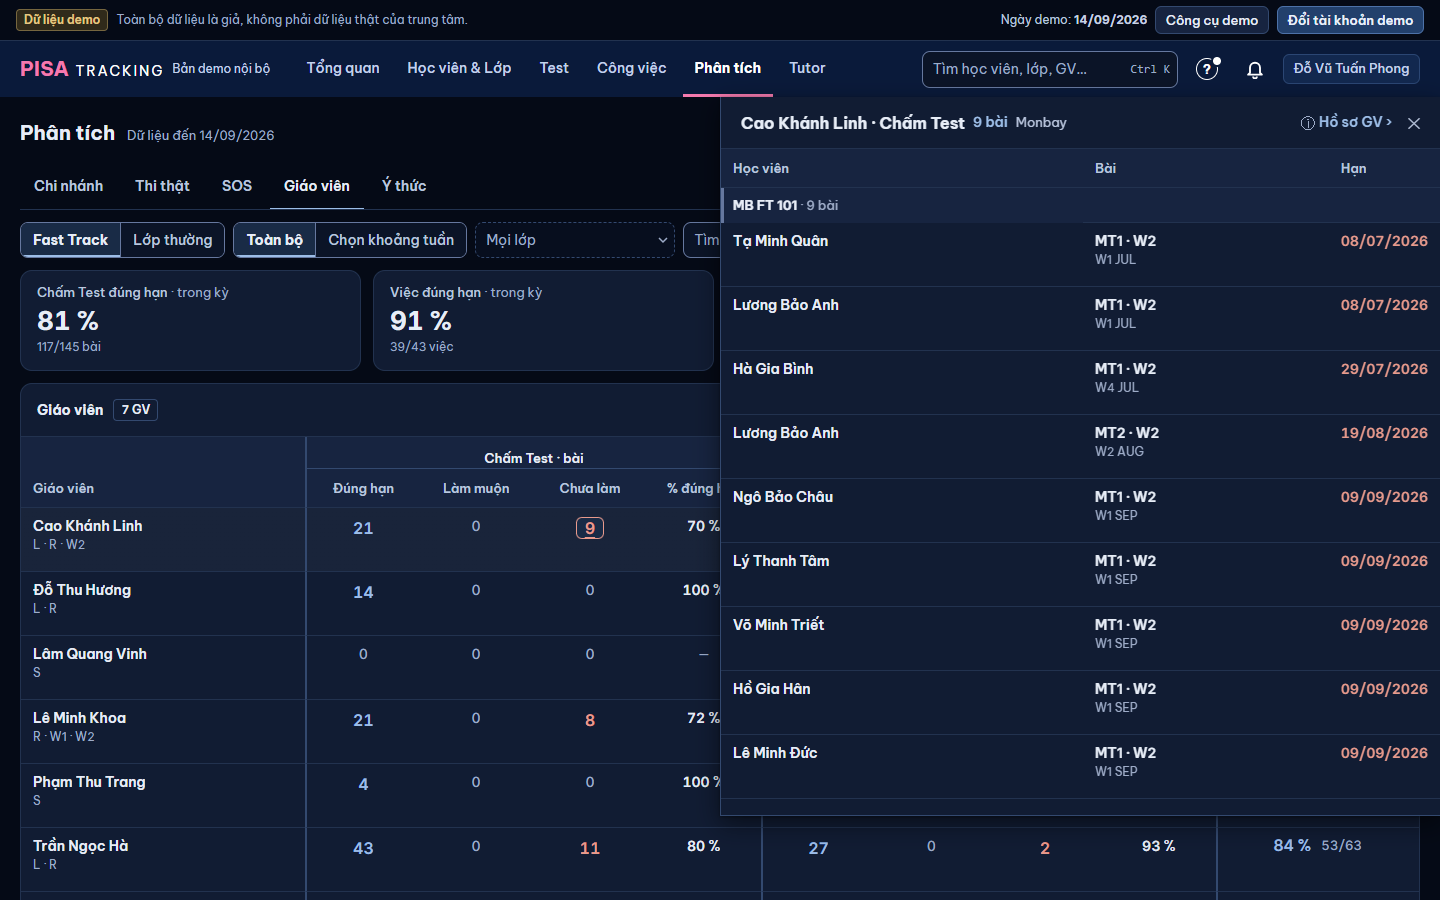 Dữ liệu demo Toàn bộ dữ liệu là giả, không phải dữ liệu thật của trung tâm. Ngày demo: 14/09/2026 Công cụ demo Đổi tài khoản demo
PISA TRACKING Bản demo nội bộ Tổng quan Học viên & Lớp Test Công việc Phân tích Tutor Tìm học viên, lớp, GV... Ctrl K ? Đỗ Vũ Tuấn Phong
Phân tích Dữ liệu đến 14/09/2026
Chi nhánh Thi thật SOS Giáo viên Ý thức
Fast Track Lớp thường Toàn bộ Chọn khoảng tuần Mọi lớp Tìm
Chấm Test đúng hạn · trong kỳ
81 %
117/145 bài
Việc đúng hạn · trong kỳ
91 %
39/43 việc
Giáo viên 7 GV
Chấm Test · bài
Giáo viên Đúng hạn Làm muộn Chưa làm % đúng
Cao Khánh Linh 21 0 9 70 %
L · R · W2
Đỗ Thu Hương 14 0 0 100 %
L · R
Lâm Quang Vinh 0 0 0 —
S
Lê Minh Khoa 21 0 8 72 %
R · W1 · W2
Phạm Thu Trang 4 0 0 100 %
S
Trần Ngọc Hà 43 0 11 80 % 27 0 2 93 % 84 % 53/63
L · R
Cao Khánh Linh · Chấm Test 9 bài Monbay Hồ sơ GV ›
Học viên Bài Hạn
MB FT 101 · 9 bài
Tạ Minh Quân MT1 · W2 08/07/2026
W1 JUL
Lương Bảo Anh MT1 · W2 08/07/2026
W1 JUL
Hà Gia Bình MT1 · W2 29/07/2026
W4 JUL
Lương Bảo Anh MT2 · W2 19/08/2026
W2 AUG
Ngô Bảo Châu MT1 · W2 09/09/2026
W1 SEP
Lý Thanh Tâm MT1 · W2 09/09/2026
W1 SEP
Võ Minh Triết MT1 · W2 09/09/2026
W1 SEP
Hồ Gia Hân MT1 · W2 09/09/2026
W1 SEP
Lê Minh Đức MT1 · W2 09/09/2026
W1 SEP